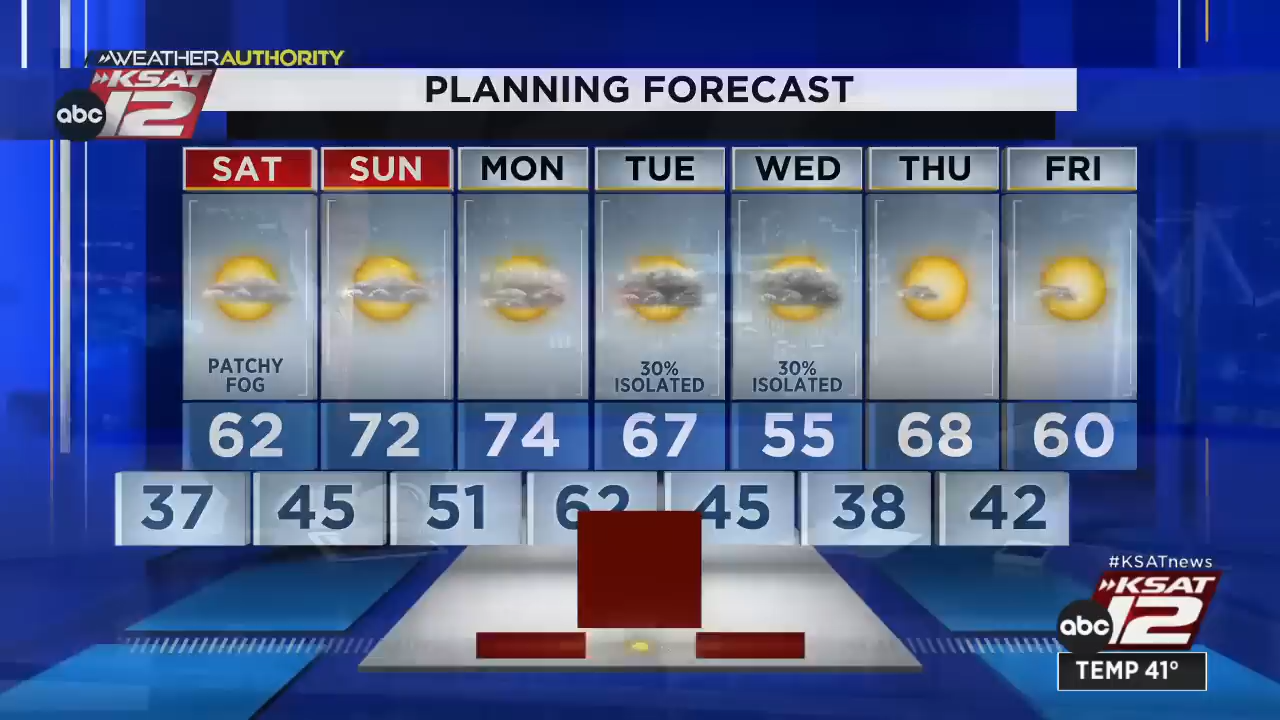 WEATHERAUTHORITY
KSAT
abc 12
PLANNING FORECAST
SAT SUN MON TUE WED THU FRI
PATCHY
FOG
30%
ISOLATED
30%
ISOLATED
62 72 74 67 55 68 60
37 45 51 62 45 38 42
#KSATnews
KSAT
abc 12
TEMP 41°